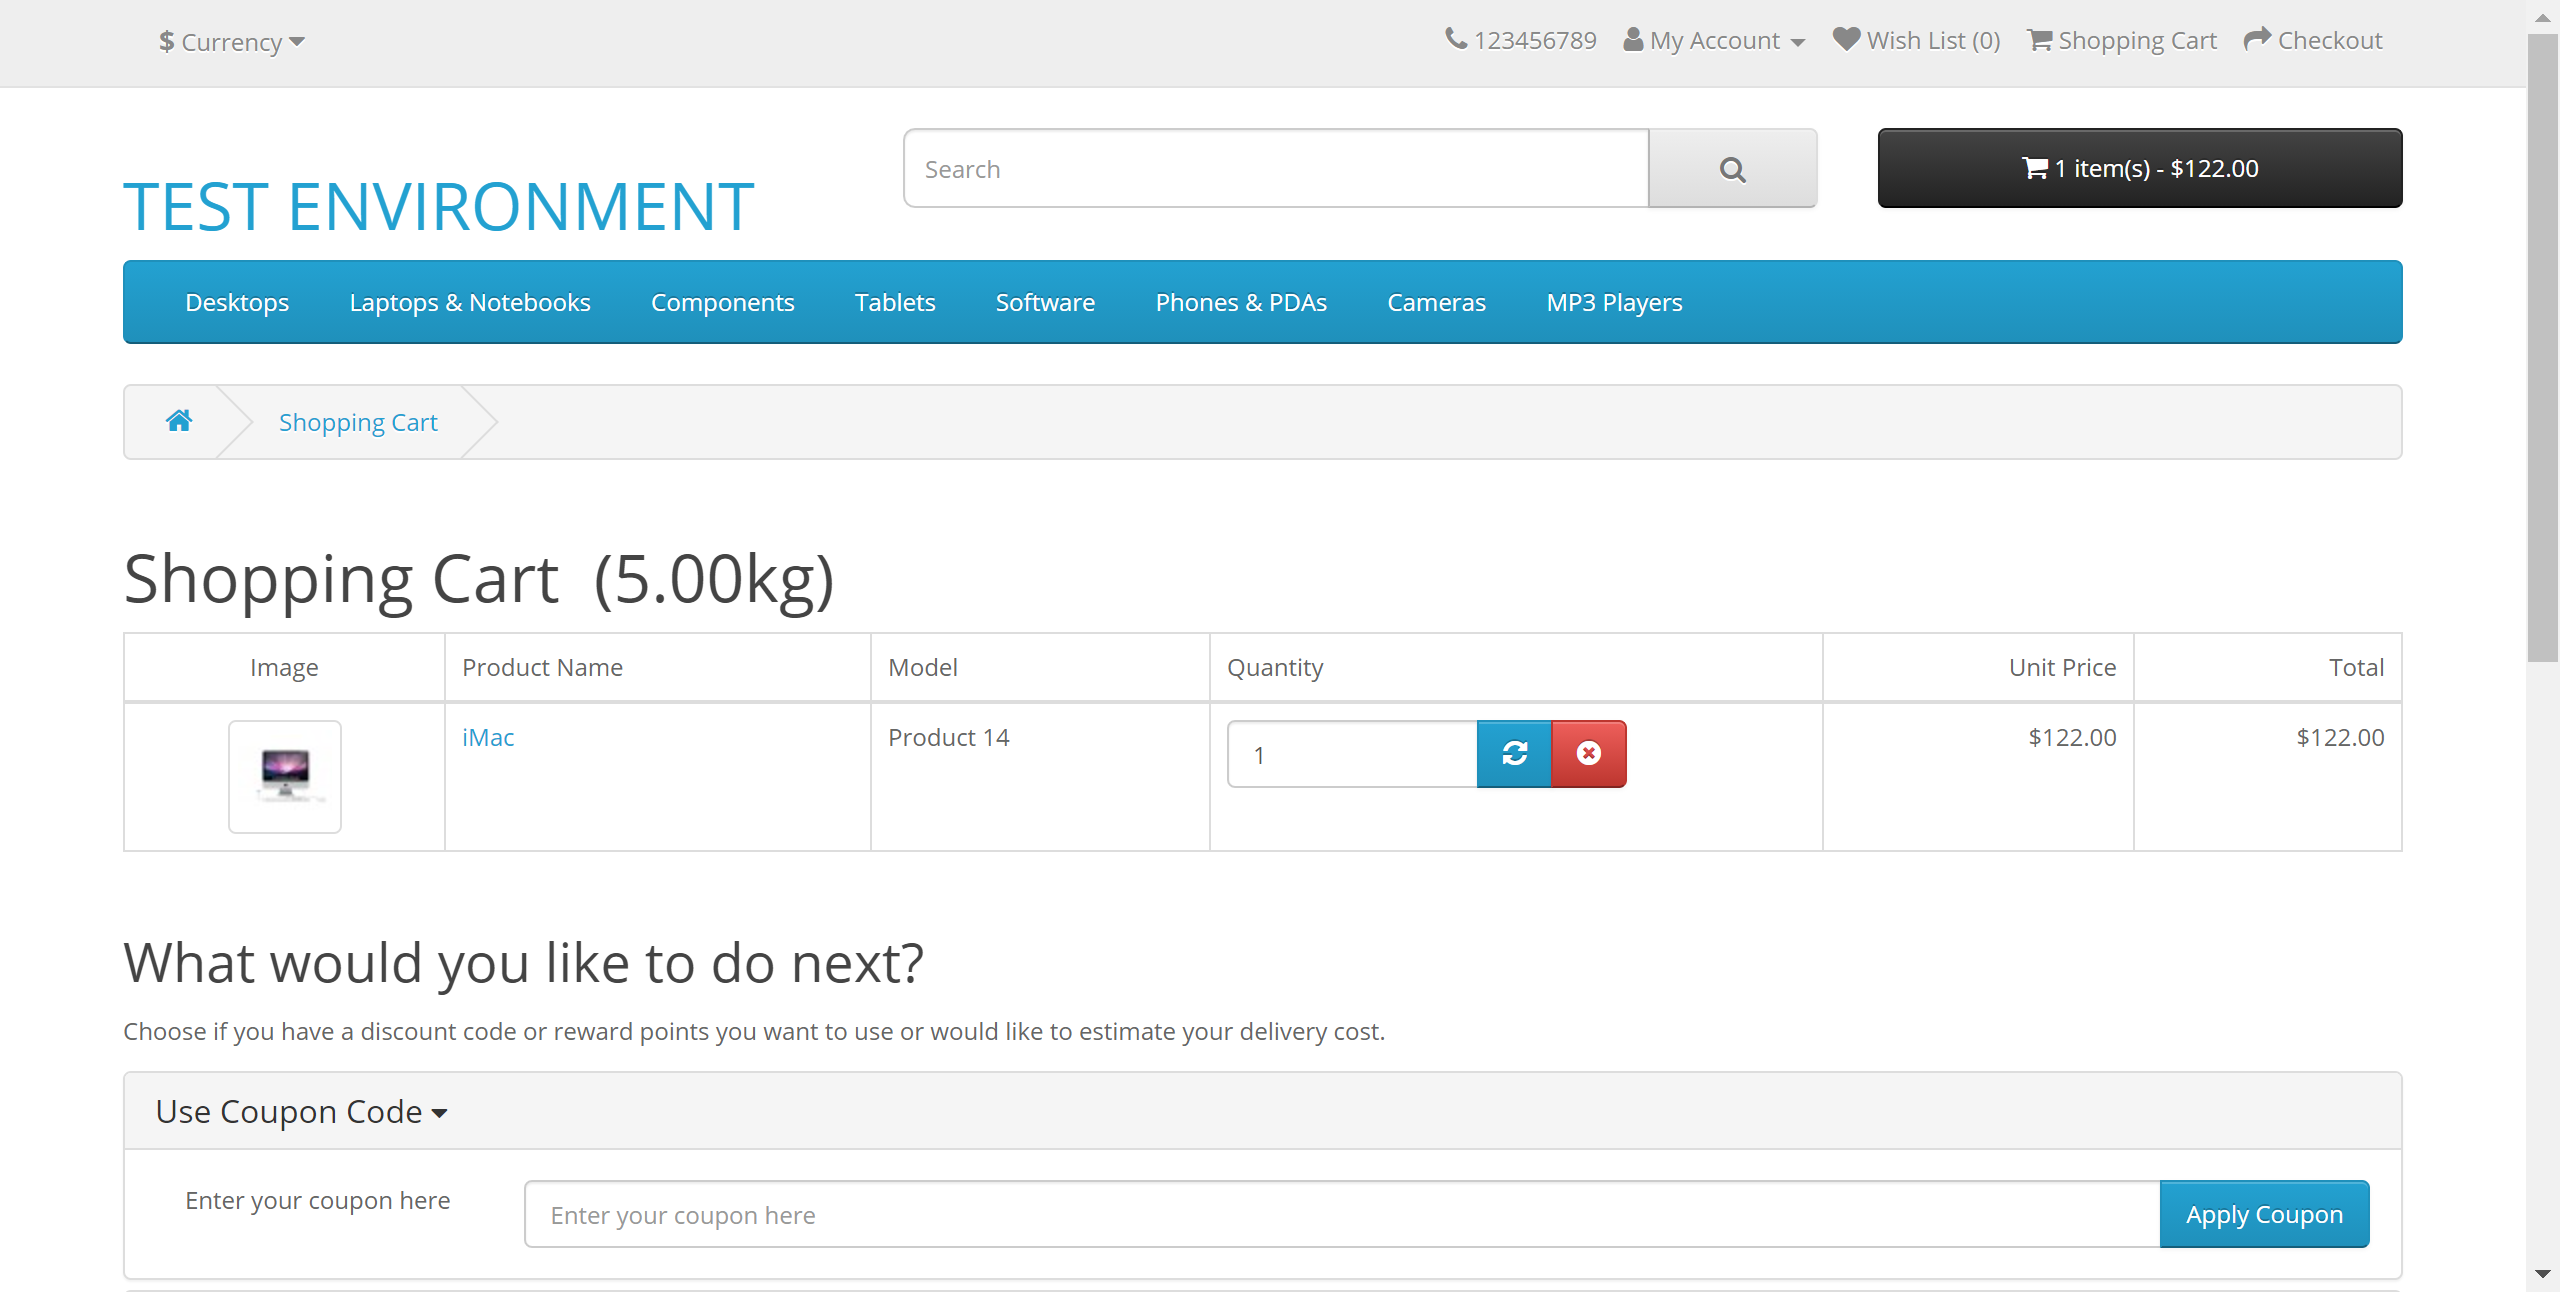 $ Currency
123456789 My Account Wish List (0) Shopping Cart Checkout
TEST ENVIRONMENT
Search
1 item(s) - $122.00
Desktops Laptops & Notebooks Components Tablets Software Phones & PDAs Cameras MP3 Players
Shopping Cart
Shopping Cart (5.00kg)
Image Product Name Model Quantity Unit Price Total
iMac Product 14 1 $122.00 $122.00
What would you like to do next?
Choose if you have a discount code or reward points you want to use or would like to estimate your delivery cost.
Use Coupon Code
Enter your coupon here Enter your coupon here Apply Coupon